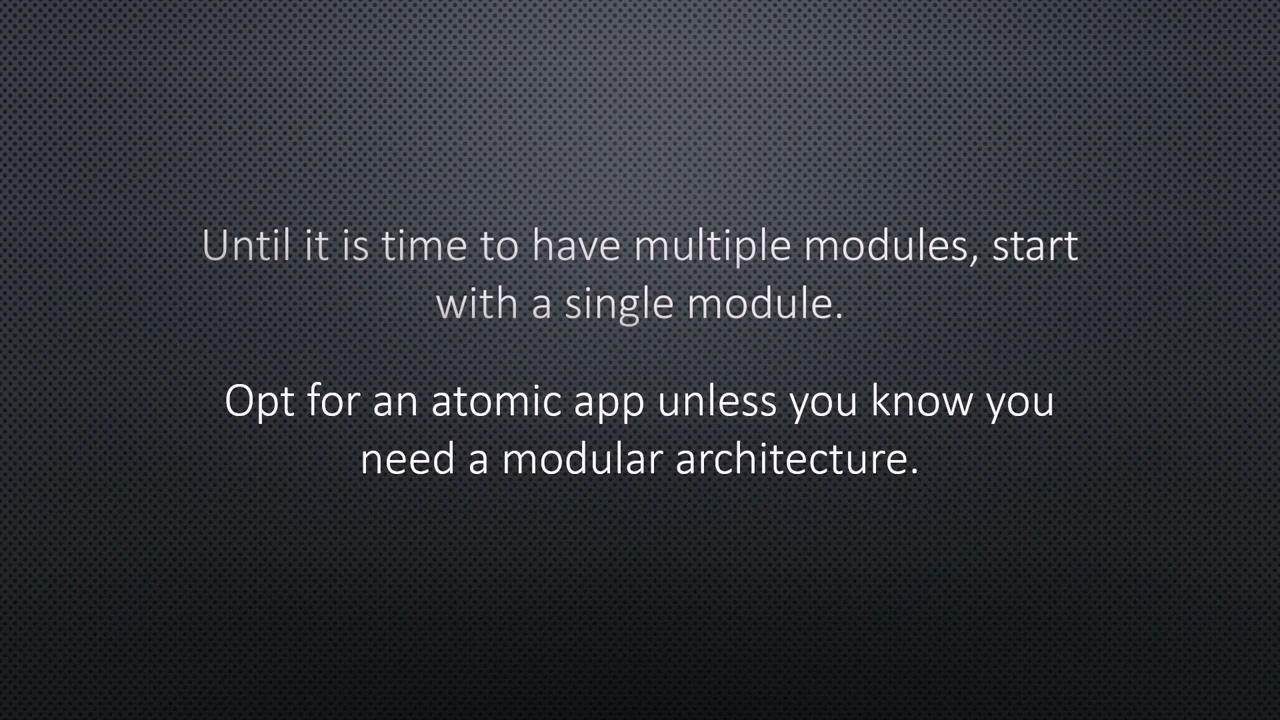 Until it is time to have multiple modules, start
with a single module.
Opt for an atomic app unless you know you
need a modular architecture.